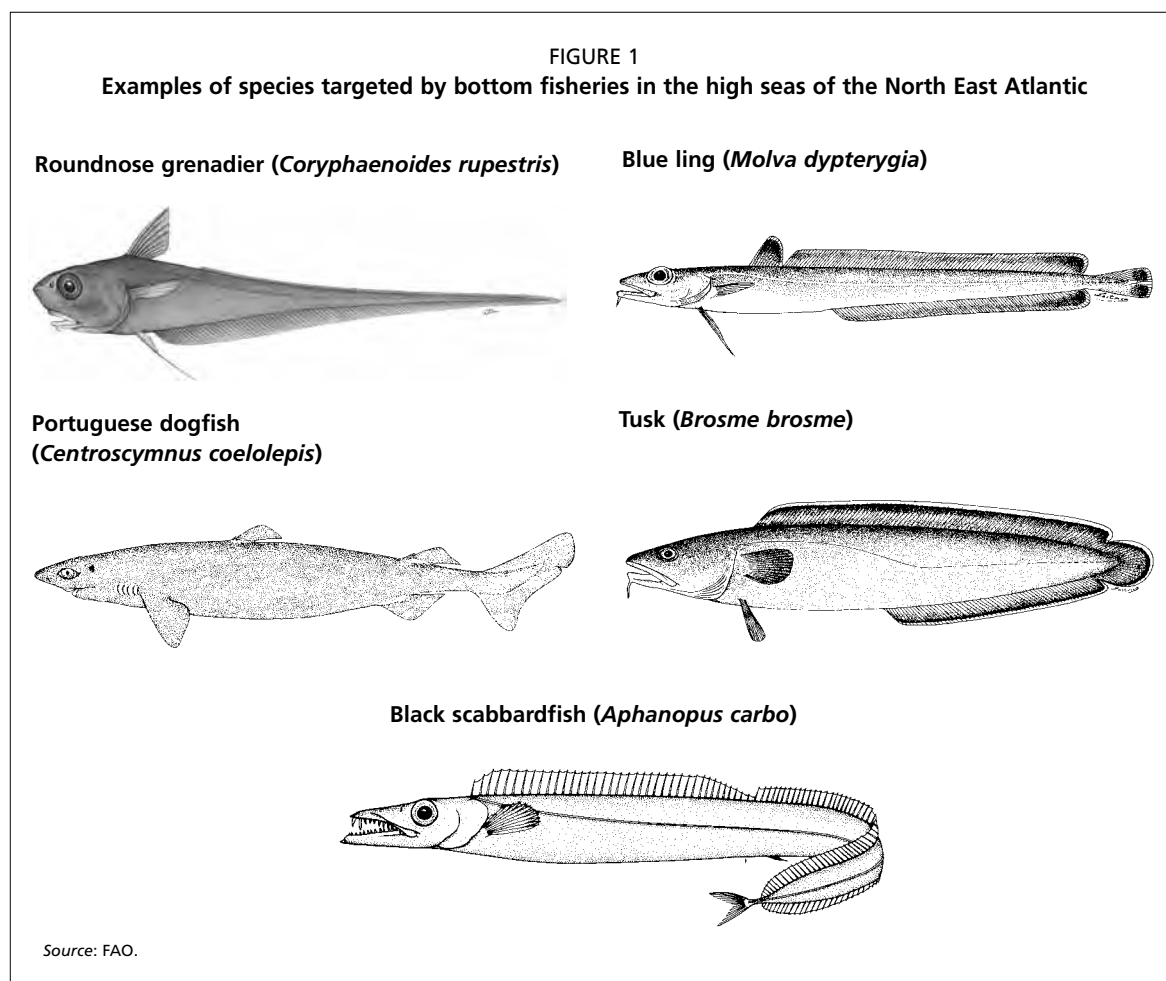 FIGURE 1
Examples of species targeted by bottom fisheries in the high seas of the North East Atlantic
Roundnose grenadier (Coryphaenoides rupestris)
Blue ling (Molva dypterygia)
Portuguese dogfish
(Centroscymnus coelolepis)
Tusk (Brosme brosme)
Black scabbardfish (Aphanopus carbo)
Source: FAO.